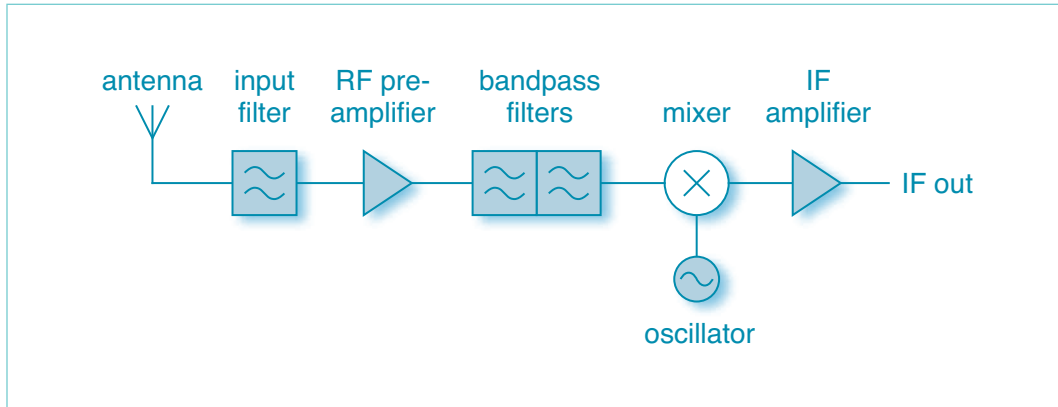 antenna
input
filter
RF pre-
amplifier
bandpass
filters
mixer
IF
amplifier
IF out
oscillator